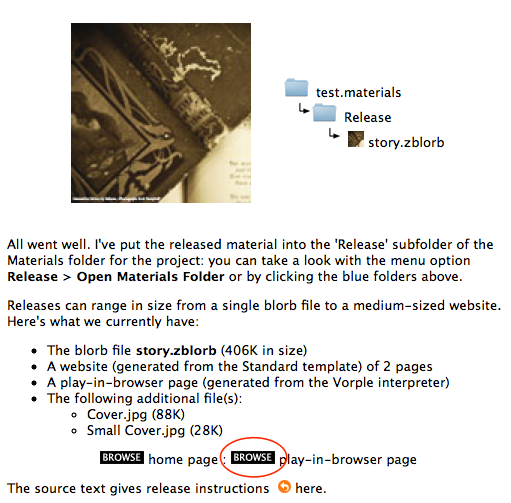 test.materials
Release
story.zblorb
All went well. I've put the released material into the 'Release' subfolder of the
Materials folder for the project: you can take a look with the menu option
Release > Open Materials Folder or by clicking the blue folders above.
Releases can range in size from a single blorb file to a medium-sized website.
Here's what we currently have:
• The blorb file story.zblorb (406K in size)
• A website (generated from the Standard template) of 2 pages
• A play-in-browser page (generated from the Vorple interpreter)
• The following additional file(s):
◦ Cover.jpg (88K)
◦ Small Cover.jpg (28K)
BROWSE home page : BROWSE play-in-browser page
The source text gives release instructions here.